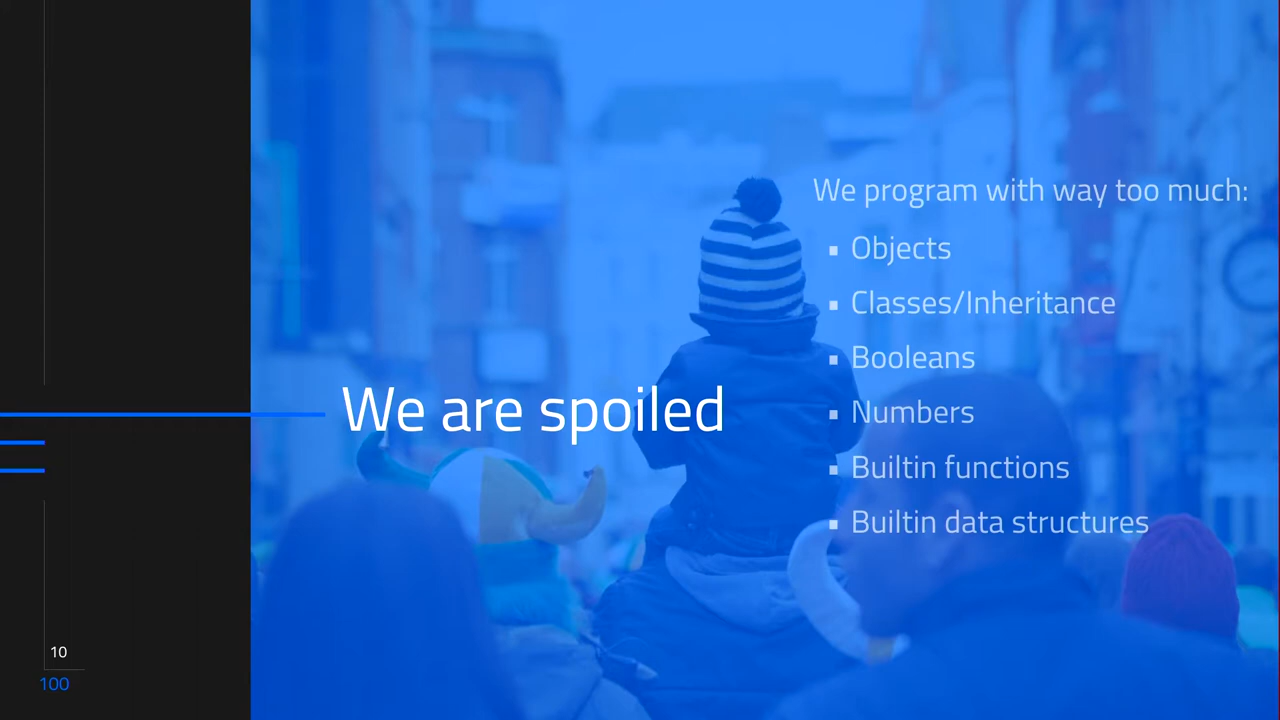 We are spoiled
We program with way too much:
▪ Objects
▪ Classes/Inheritance
▪ Booleans
▪ Numbers
▪ Builtin functions
▪ Builtin data structures
10
100